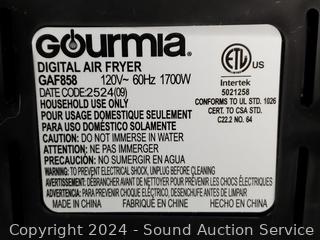 GOURMIA
DIGITAL AIR FRYER
GAF858 120V~ 60Hz 1700W
DATE CODE:2524(09)
HOUSEHOLD USE ONLY
POUR USAGE DOMESTIQUE SEULEMENT
PARA USO DOMÉSTICO SOLAMENTE
CAUTION: DO NOT IMMERSE IN WATER
ATTENTION: NE PAS IMMERGER
PRECAUCIÓN: NO SUMERGIR EN AGUA
ETL US
LISTED
Intertek
5021258
CONFORMS TO UL STD. 1026
CERT. TO CSA STD.
C22.2 NO. 64
WARNING: TO PREVENT ELECTRICAL SHOCK, UNPLUG BEFORE CLEANING
AVERTISSEMENT: DÉBRANCHER AVANT DE NETTOYER POUR PRÉVENIR LES CHOCS ÉLECTRIQUES
ADVERTENCIA: PARA PREVENIR CHOQUE ELÉCTRICO, DESENCHUFE ANTES DE LIMPIAR
MADE IN CHINA FABRIQUÉ EN CHINE HECHO EN CHINA
Copyright 2024 - Sound Auction Service